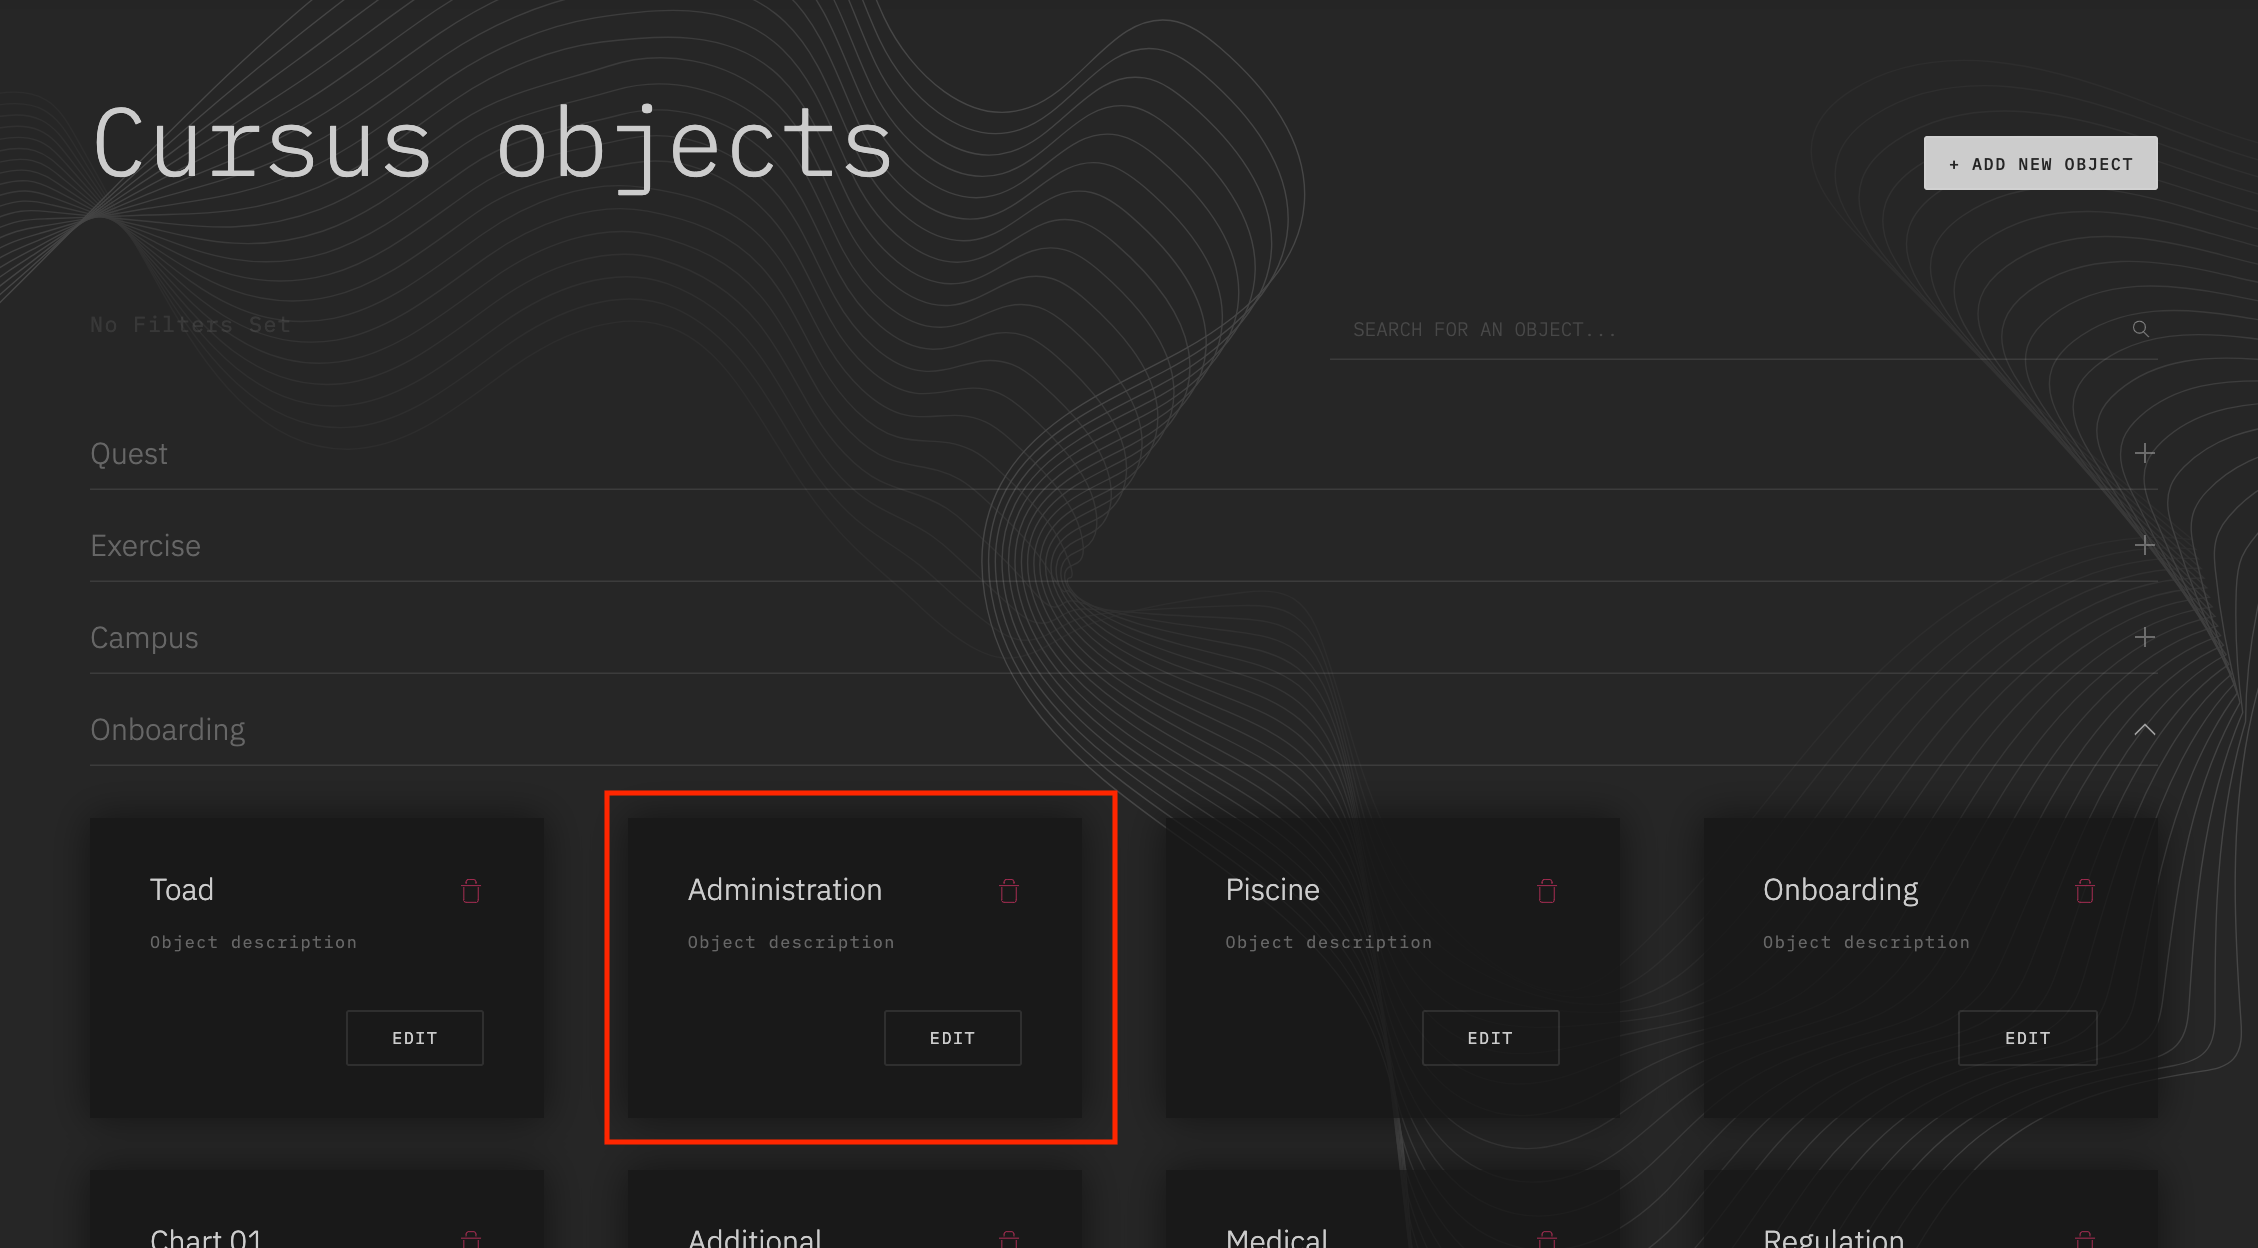 Cursus objects
+ ADD NEW OBJECT
No Filters Set
SEARCH FOR AN OBJECT...
Quest
Exercise
Campus
Onboarding
Toad
Object description
EDIT
Administration
Object description
EDIT
Piscine
Object description
EDIT
Onboarding
Object description
EDIT
Chart 01
Additional
Medical
Regulation